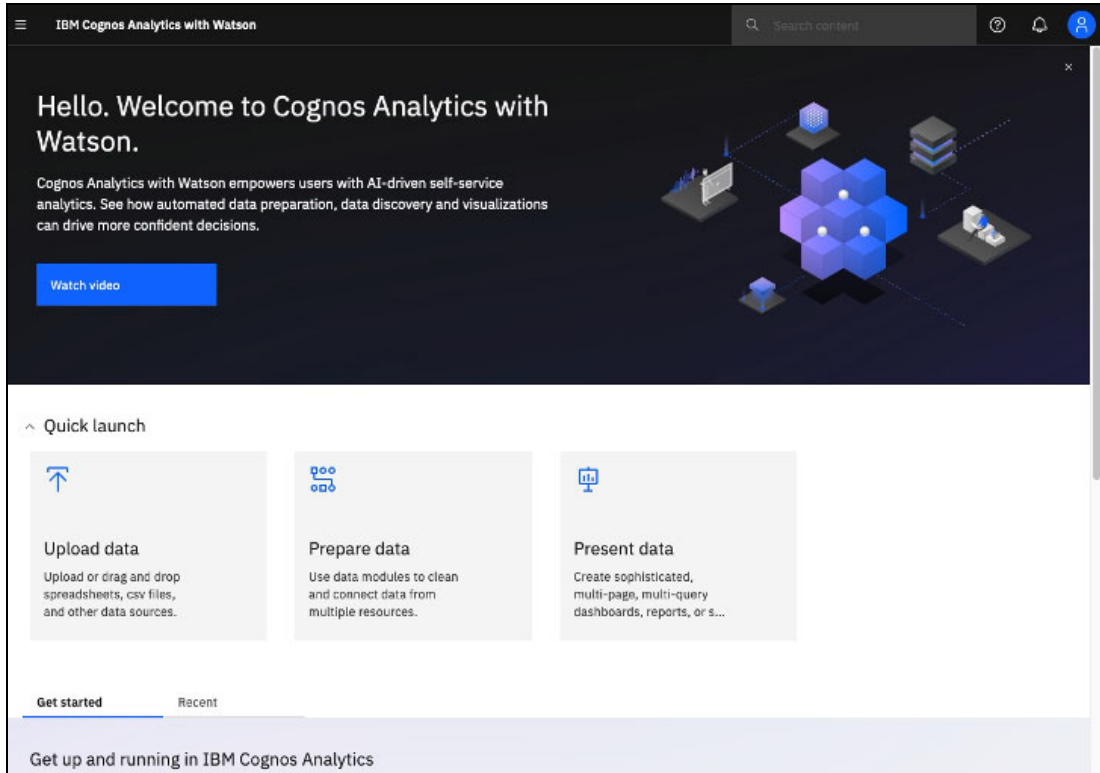 IBM Cognos Analytics with Watson
Search content
Hello. Welcome to Cognos Analytics with
Watson.
Cognos Analytics with Watson empowers users with AI-driven self-service
analytics. See how automated data preparation, data discovery and visualizations
can drive more confident decisions.
Watch video
Quick launch
Upload data
Upload or drag and drop
spreadsheets, csv files,
and other data sources.
Prepare data
Use data modules to clean
and connect data from
multiple resources.
Present data
Create sophisticated,
multi-page, multi-query
dashboards, reports, or s...
Get started
Recent
Get up and running in IBM Cognos Analytics